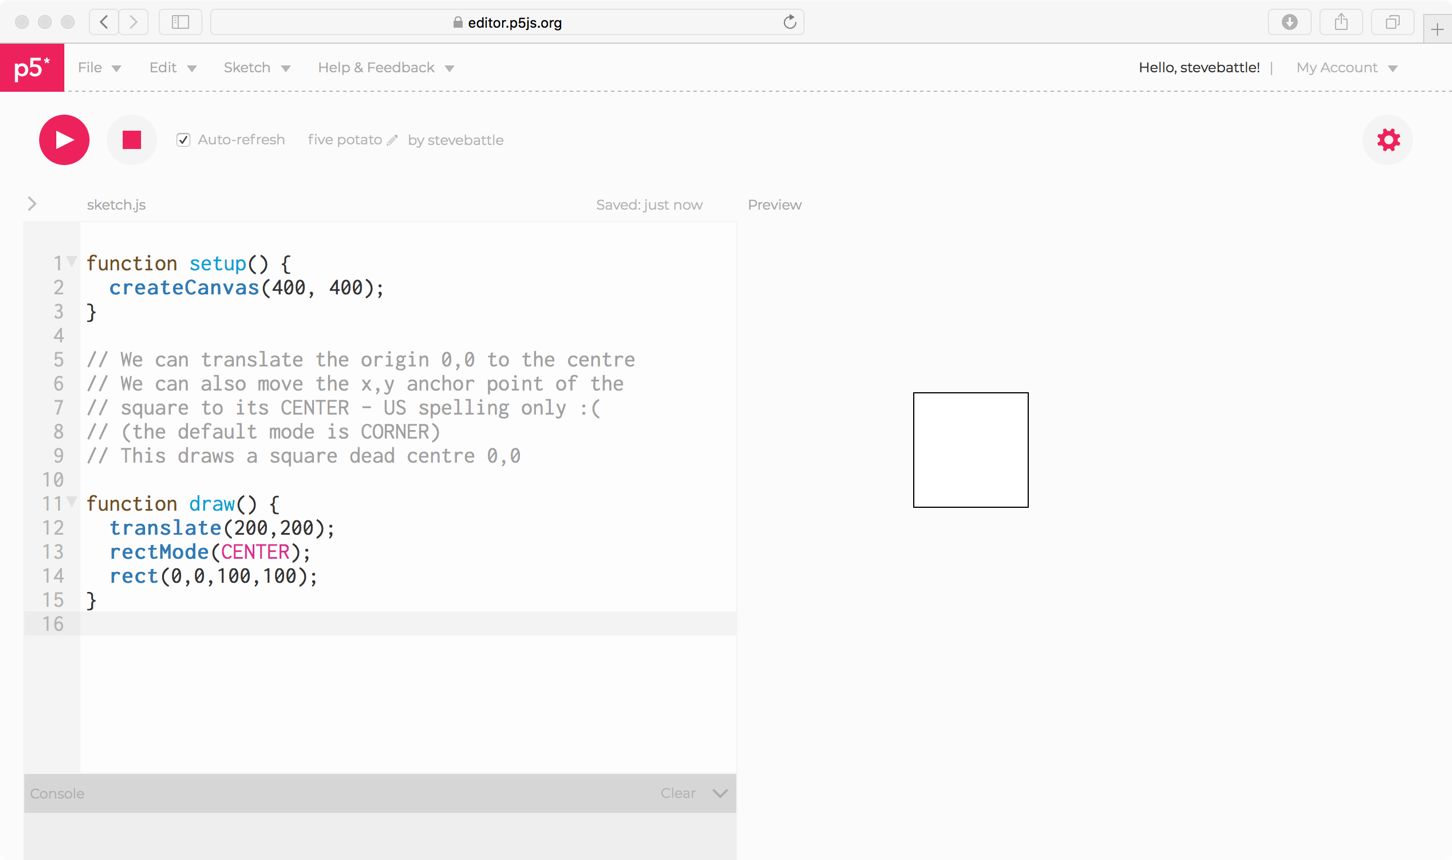 editor.p5js.org
p5*
File Edit Sketch Help & Feedback Hello, stevebattle! | My Account
Auto-refresh five potato by stevebattle
sketch.js Saved: just now Preview
1 function setup() {
2   createCanvas(400, 400);
3 }
4
5 // We can translate the origin 0,0 to the centre
6 // We can also move the x,y anchor point of the
7 // square to its CENTER - US spelling only :(
8 // (the default mode is CORNER)
9 // This draws a square dead centre 0,0
10
11 function draw() {
12   translate(200,200);
13   rectMode(CENTER);
14   rect(0,0,100,100);
15 }
16
Console Clear